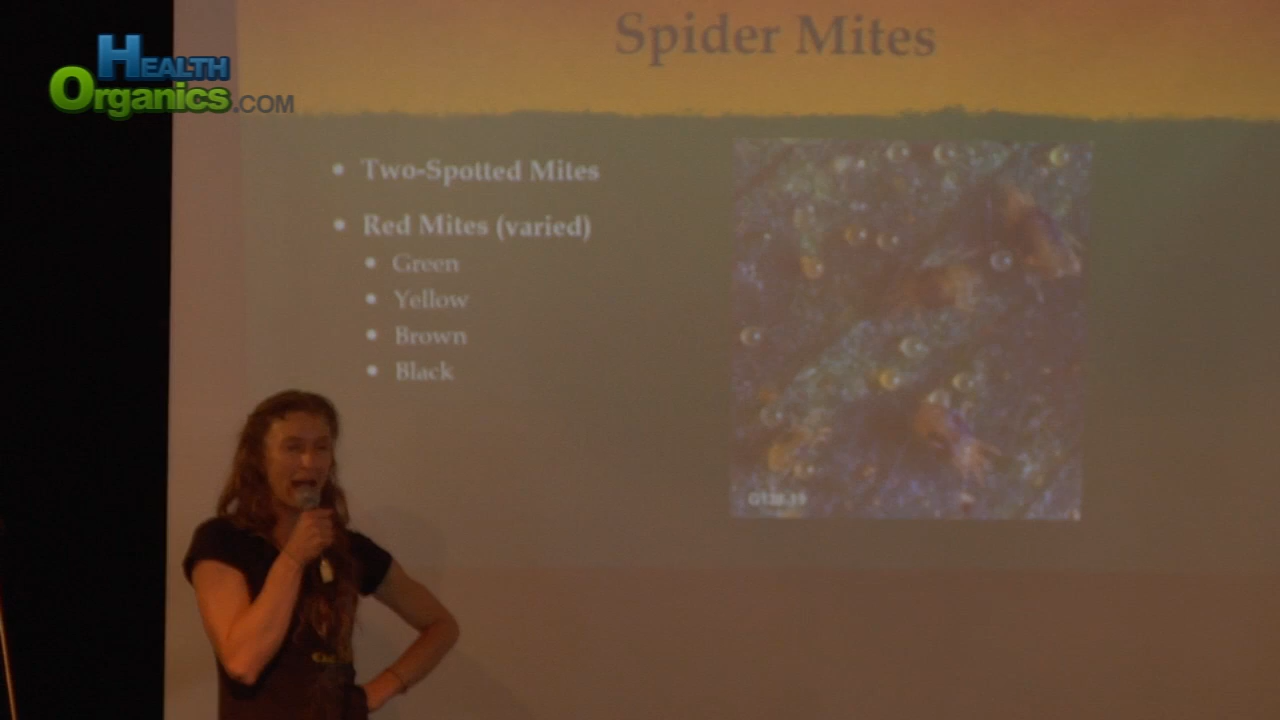 Spider Mites
HEALTH
ORGANICS.COM
• Two-Spotted Mites
• Red Mites (varied)
• Green
• Yellow
• Brown
• Black